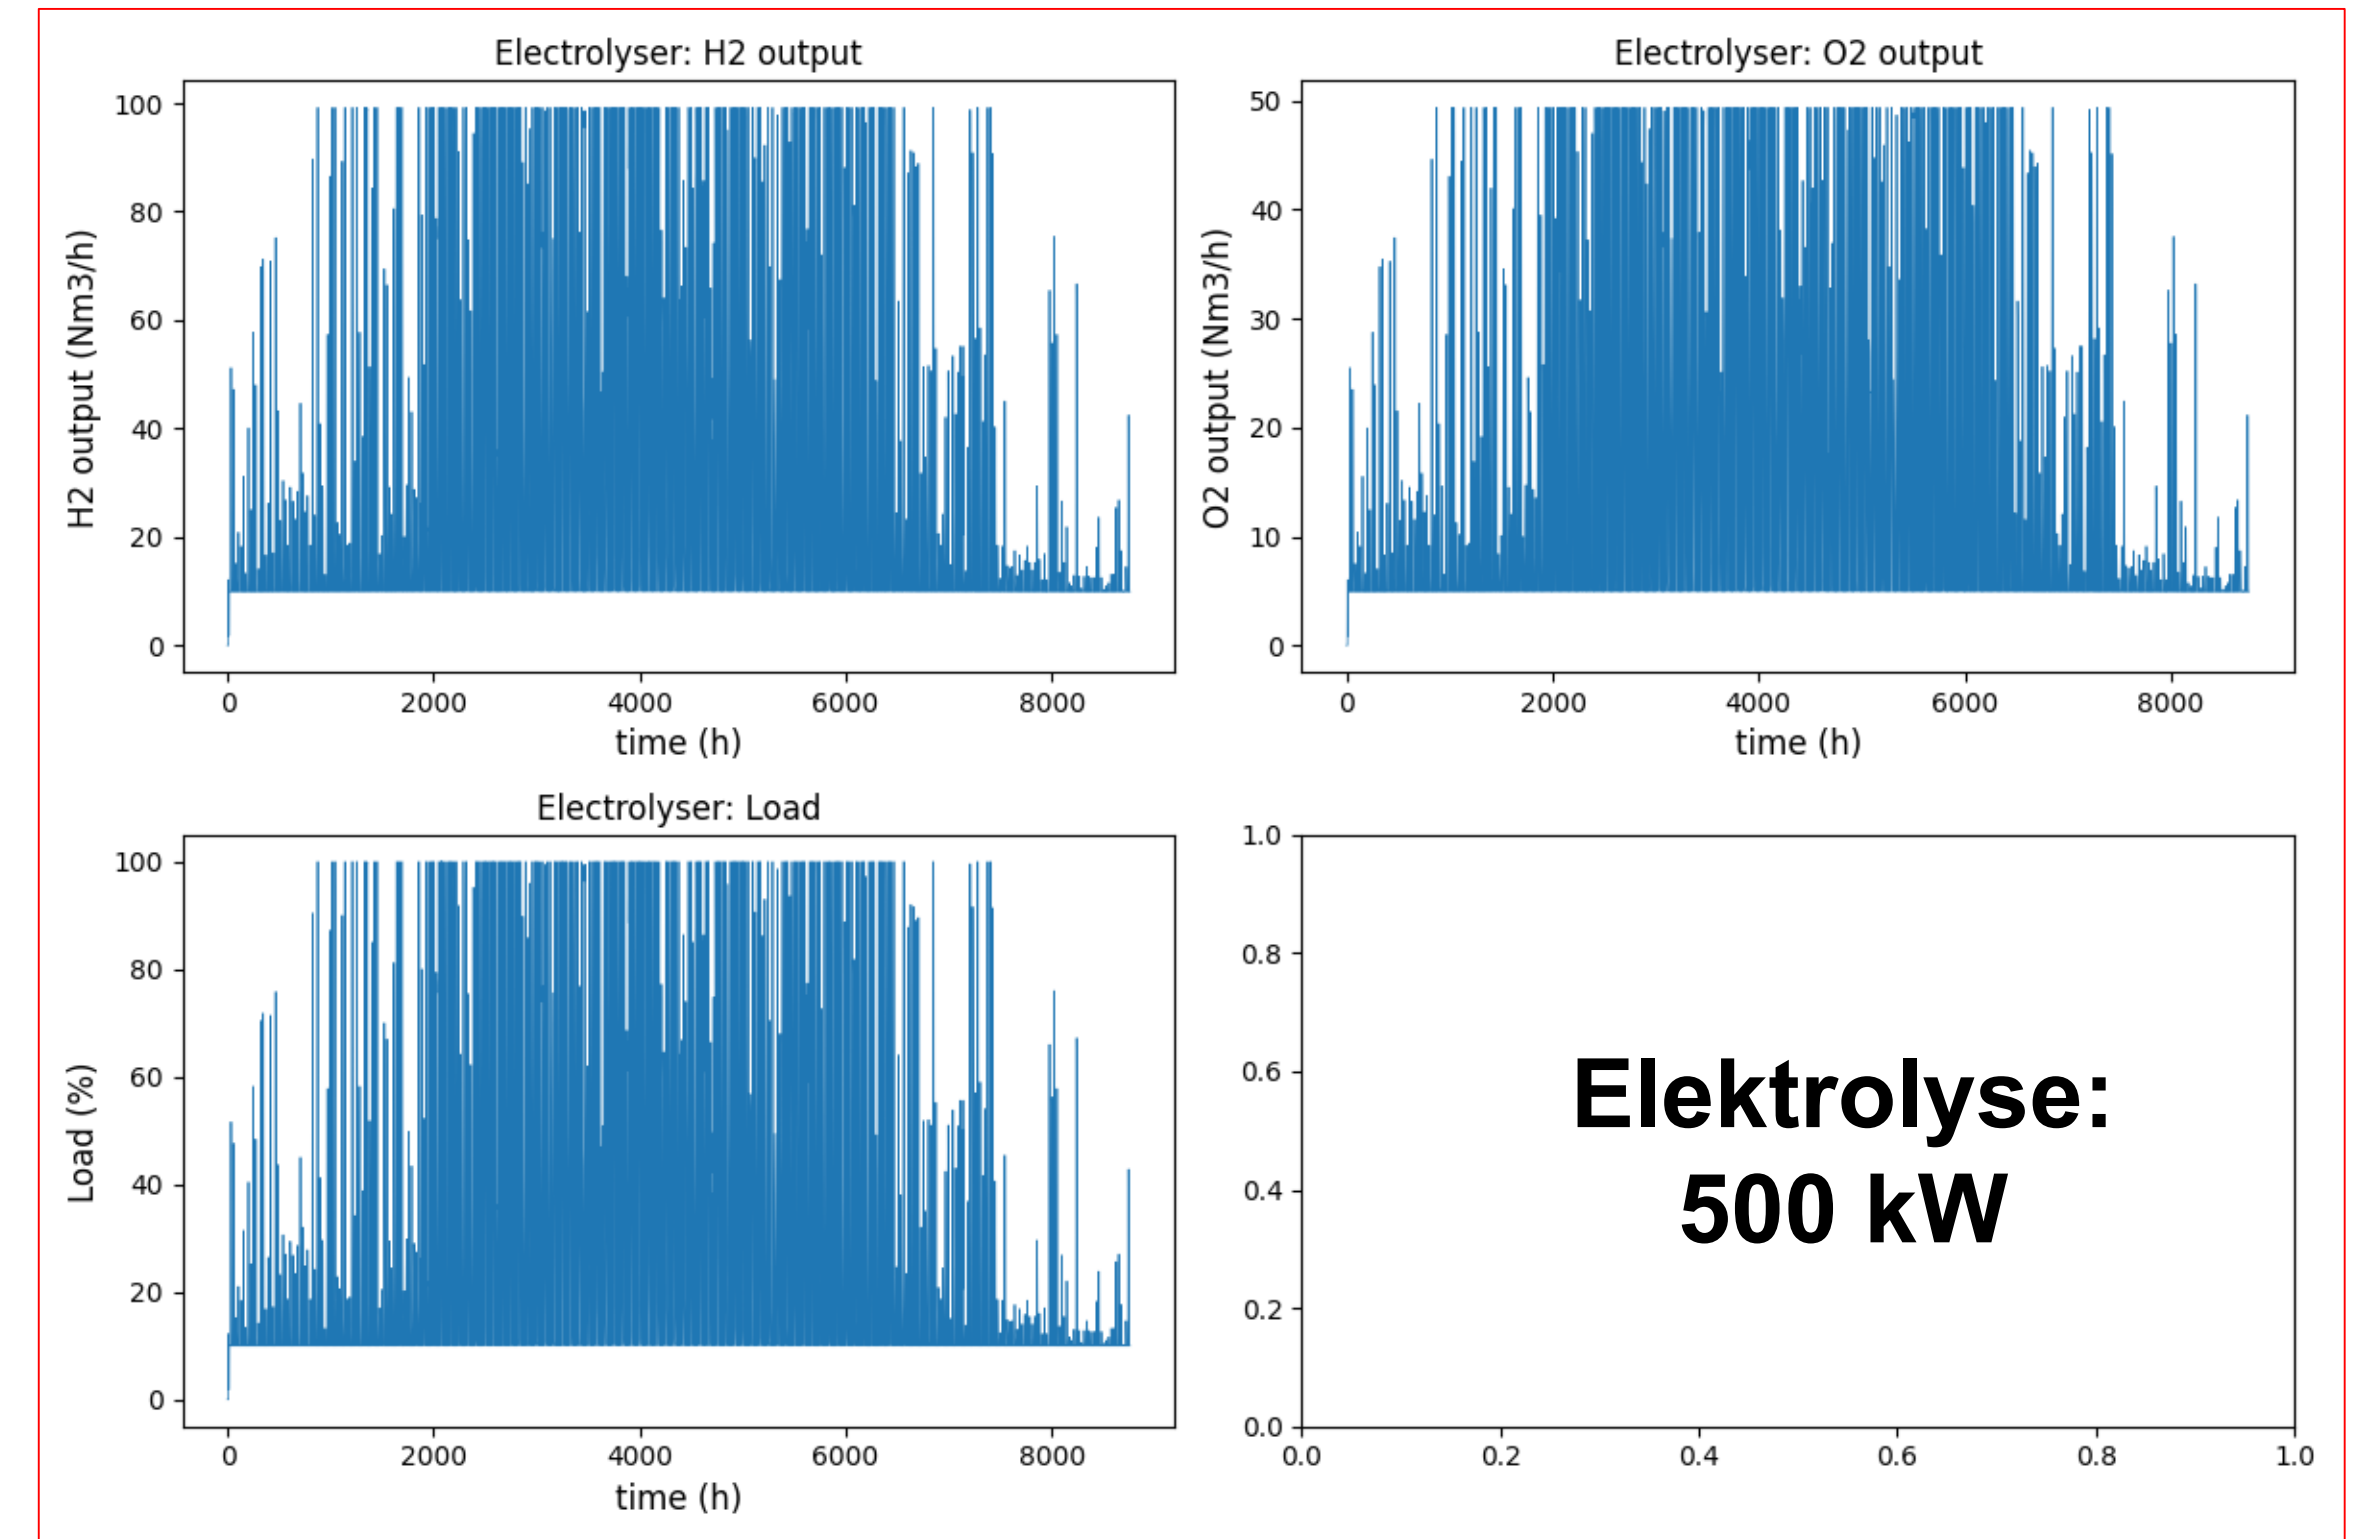 Electrolyser: H2 output
100
80
60
40
20
0
H2 output (Nm3/h)
0 2000 4000 6000 8000
time (h)
Electrolyser: O2 output
50
40
30
20
10
0
O2 output (Nm3/h)
0 2000 4000 6000 8000
time (h)
Electrolyser: Load
100
80
60
40
20
0
Load (%)
0 2000 4000 6000 8000
time (h)
1.0
0.8
0.6
0.4
0.2
0.0
Elektrolyse:
500 kW
0.0 0.2 0.4 0.6 0.8 1.0